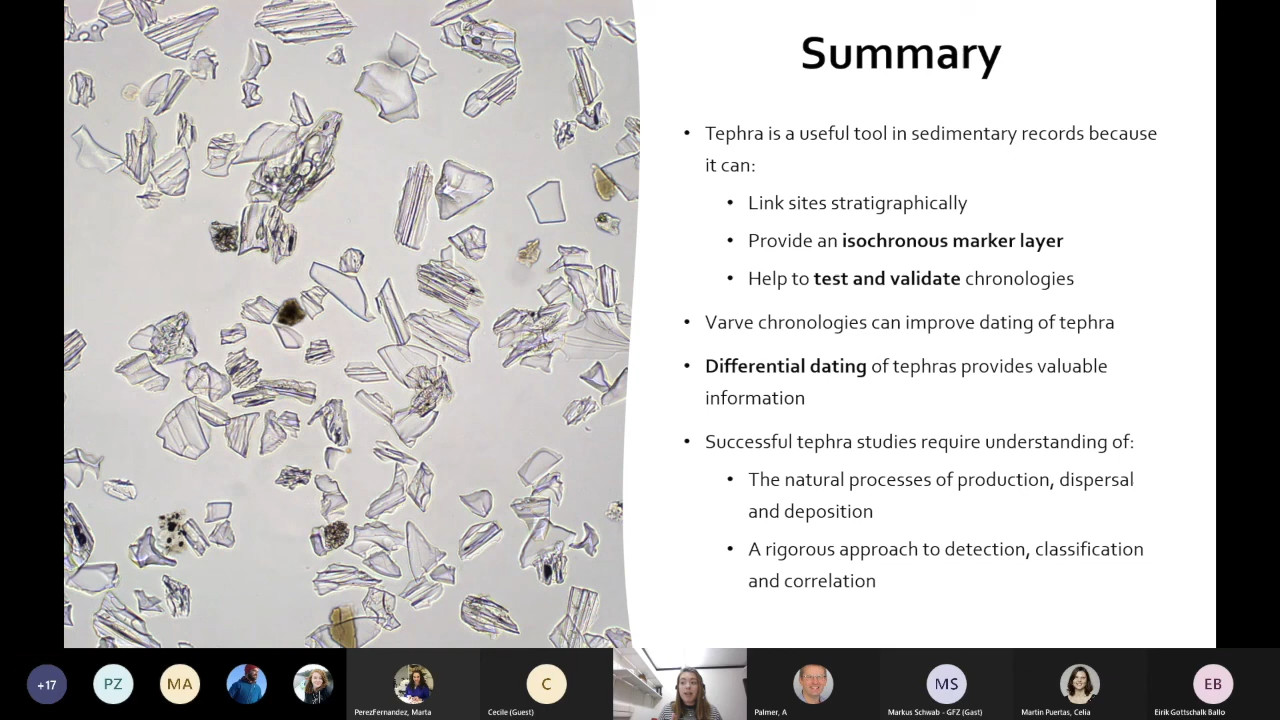 Summary
• Tephra is a useful tool in sedimentary records because
it can:
• Link sites stratigraphically
• Provide an isochronous marker layer
• Help to test and validate chronologies
• Varve chronologies can improve dating of tephra
• Differential dating of tephras provides valuable
information
• Successful tephra studies require understanding of:
• The natural processes of production, dispersal
and deposition
• A rigorous approach to detection, classification
and correlation
+17
PZ
MA
PerezFernandez, Marta
C
Cecile (Guest)
Palmer, A
MS
Markus Schwab - GFZ (Gast)
Martin Puertas, Celia
EB
Eirik Gottschalk Ballo